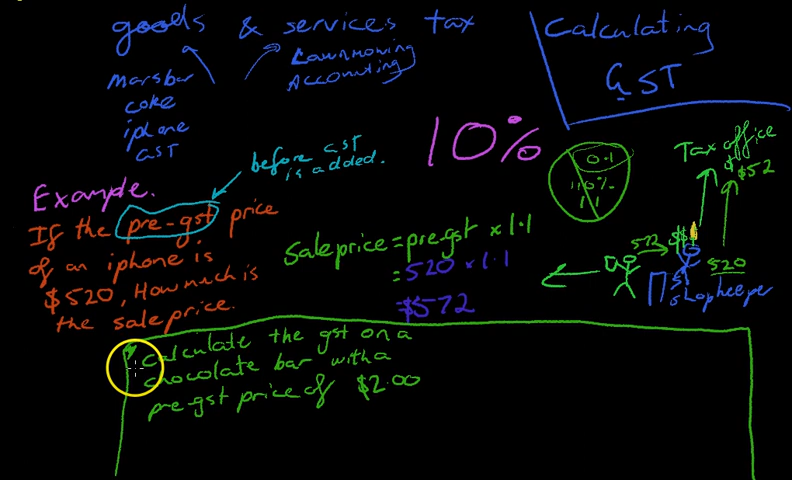 goods & services tax
Lawnmowing
Accounting
marsbar
coke
iphone
GST
Calculating
GST
10%
before GST
is added.
Example.
If the pre-gst price
of an iphone is
$520, How much is
the sale price.
Sale price = pregst × 1.1
= 520 × 1.1
= $572
0.1
110%
1.1
Tax office
$52
572
$$
520
shopkeeper
Calculate the gst on a
chocolate bar with a
pre-gst price of $2.00